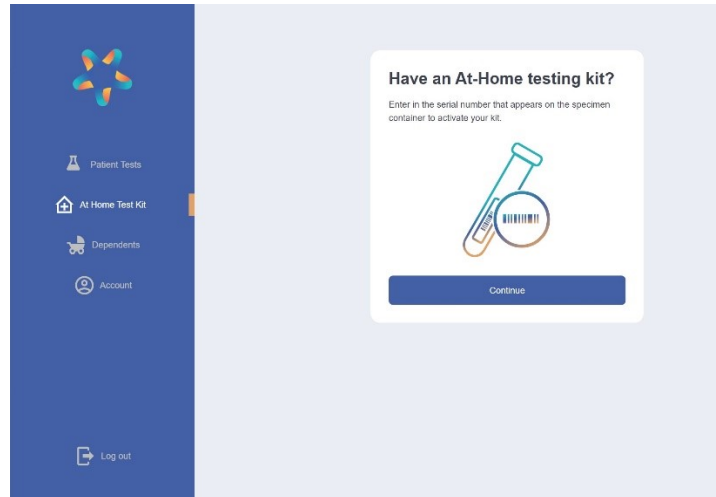 Patient Tests
At Home Test Kit
Dependents
Account
Log out
Have an At-Home testing kit?
Enter in the serial number that appears on the specimen
container to activate your kit.
Continue